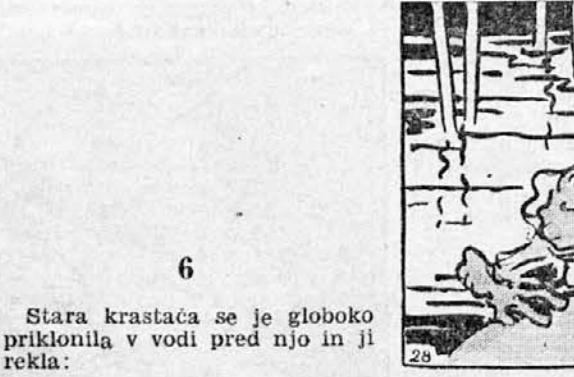 6
Stara krastača se je globoko
priklonila v vodi pred njo in ji
rekla:
28